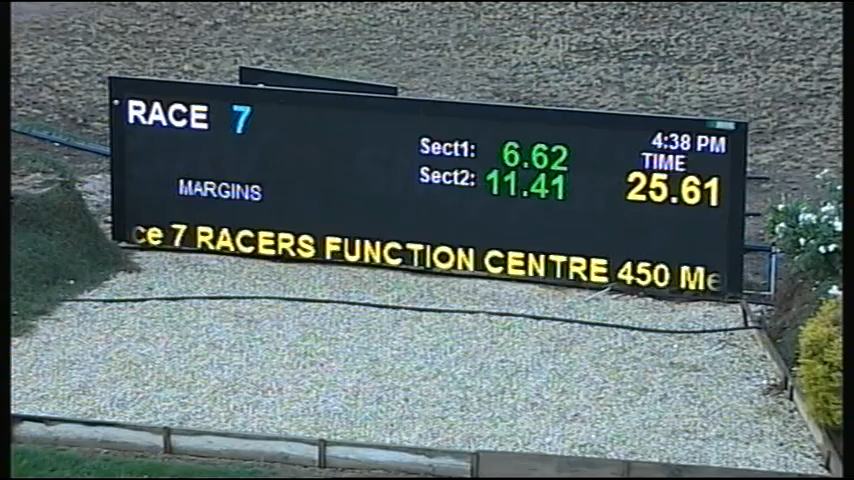 RACE 7
4:38 PM
Sect1: 6.62
TIME
Sect2: 11.41
25.61
MARGINS
ce 7 RACERS FUNCTION CENTRE 450 Me